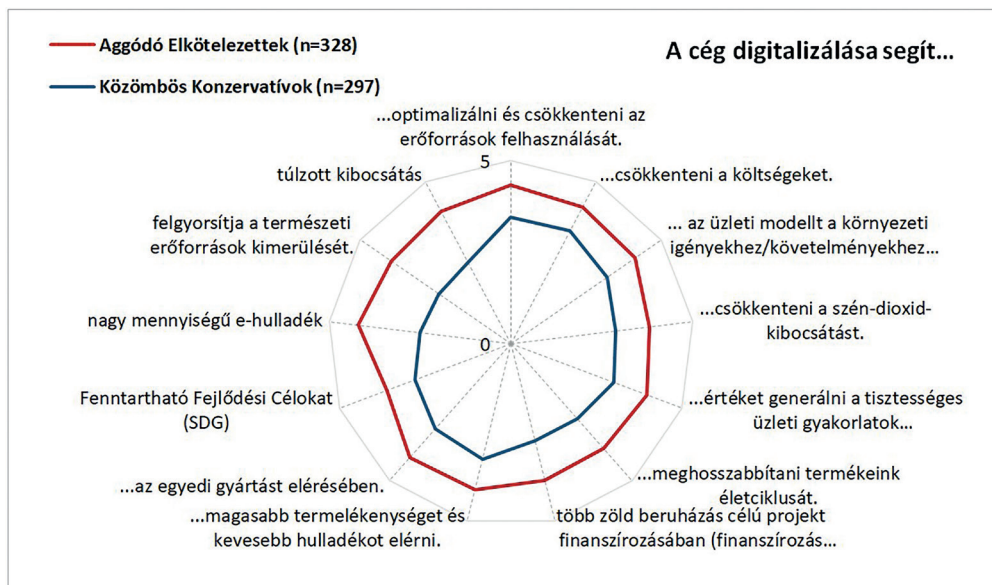 Aggódó Elkötelezettek (n=328)
Közömbös Konzervatívok (n=297)
A cég digitalizálása segít...
...optimalizálni és csökkenteni az
erőforrások felhasználását.
...csökkenteni a költségeket.
... az üzleti modellt a környezeti
igényekhez/követelményekhez...
...csökkenteni a szén-dioxid-
kibocsátást.
...értéket generálni a tisztességes
üzleti gyakorlatok...
...meghosszabbítani termékeink
életciklusát.
több zöld beruházás célú projekt
finanszírozásában (finanszírozás...
...magasabb termelékenységet és
kevesebb hulladékot elérni.
...az egyedi gyártást elérésében.
Fenntartható Fejlődési Célokat
(SDG)
nagy mennyiségű e-hulladék
felgyorsítja a természeti
erőforrások kimerülését.
túlzott kibocsátás
5
0